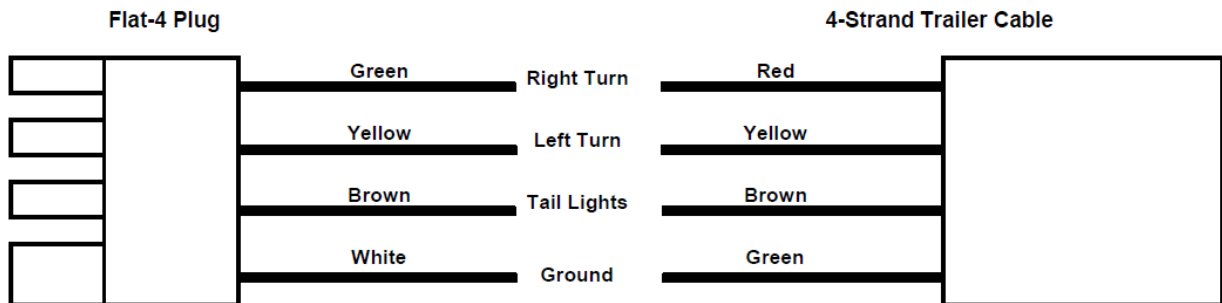 Flat-4 Plug
4-Strand Trailer Cable
Green Right Turn Red
Yellow Left Turn Yellow
Brown Tail Lights Brown
White Ground Green